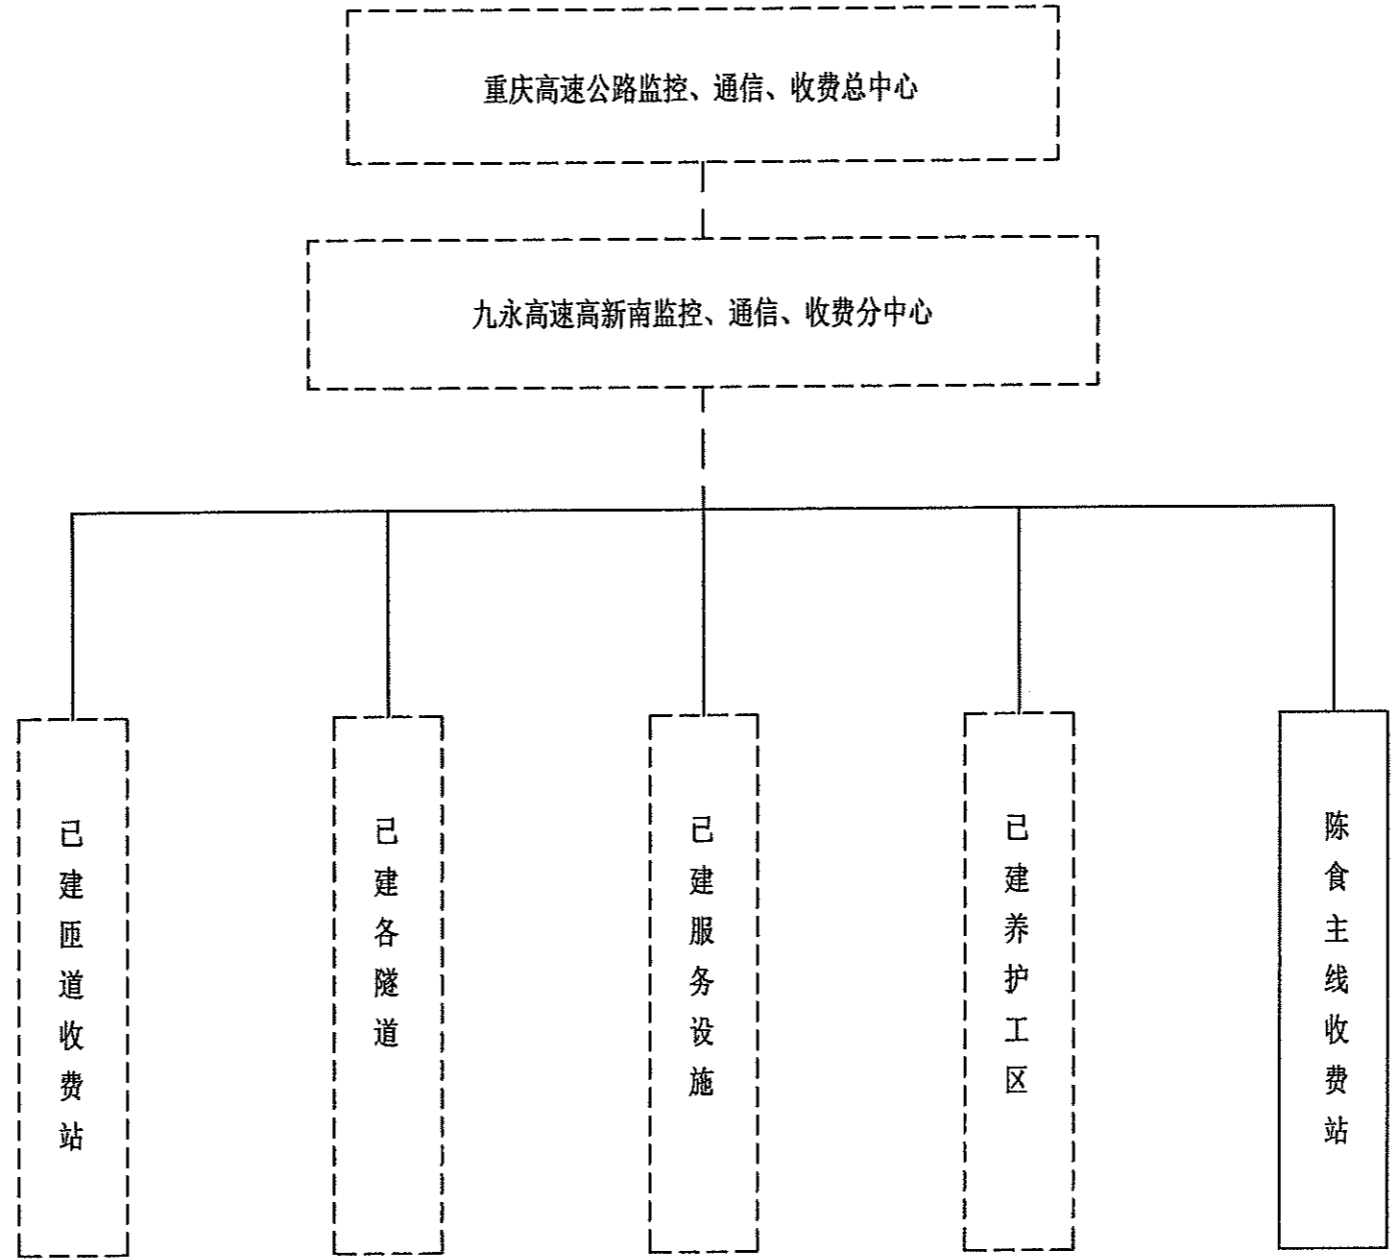 重庆高速公路监控、通信、收费总中心
九永高速高新南监控、通信、收费分中心
已建匝道收费站
已建各隧道
已建服务设施
已建养护工区
陈食主线收费站